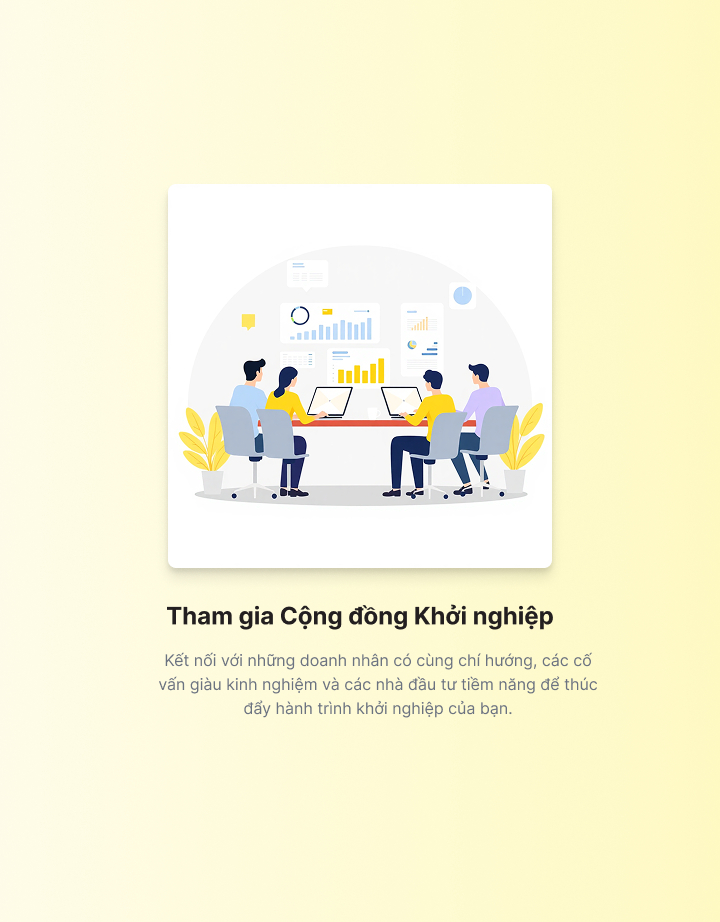 Tham gia Cộng đồng Khởi nghiệp
Kết nối với những doanh nhân có cùng chí hướng, các cố
vấn giàu kinh nghiệm và các nhà đầu tư tiềm năng để thúc
đẩy hành trình khởi nghiệp của bạn.